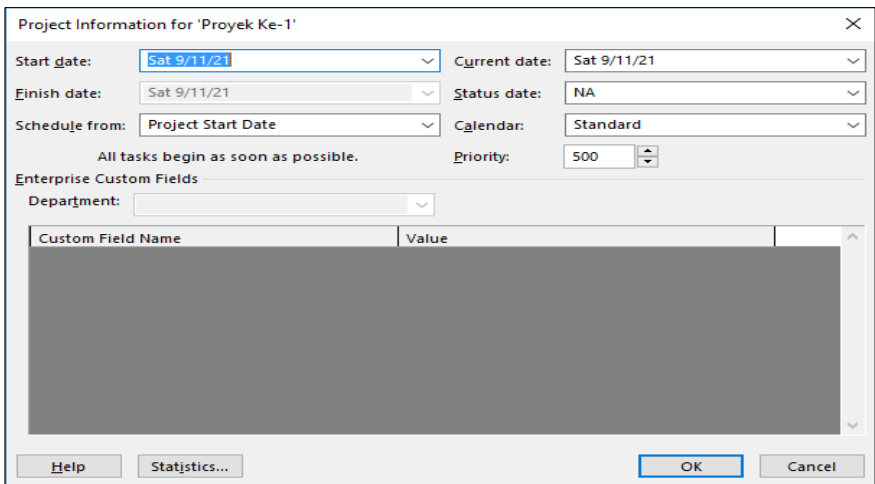 Project Information for 'Proyek Ke-1'
Start date: Sat 9/11/21 Current date: Sat 9/11/21
Finish date: Sat 9/11/21 Status date: NA
Schedule from: Project Start Date Calendar: Standard
All tasks begin as soon as possible. Priority: 500
Enterprise Custom Fields
Department:
Custom Field Name Value
Help Statistics... OK Cancel